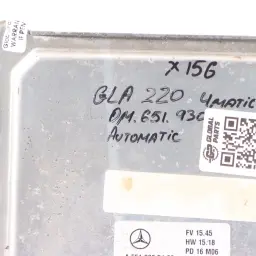 X156
GLA 220 4MATIC
OM.651.930
AUTOMATIC
GLOBAL
PARTS
WARRAN
FV 15.45
HW 15.18
PD 16 M06